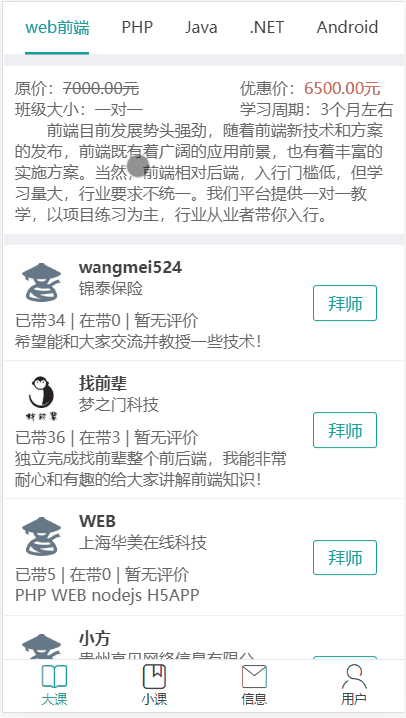 web前端 PHP Java .NET Android
原价：7000.00元 优惠价：6500.00元
班级大小：一对一 学习周期：3个月左右
前端目前发展势头强劲，随着前端新技术和方案
的发布，前端既有着广阔的应用前景，也有着丰富的
实施方案。当然，前端相对后端，入行门槛低，但学
习量大，行业要求不统一。我们平台提供一对一教
学，以项目练习为主，行业从业者带你入行。
wangmei524
锦泰保险
拜师
已带34 | 在带0 | 暂无评价
希望能和大家交流并教授一些技术！
找前辈
梦之门科技
找前辈
拜师
已带36 | 在带3 | 暂无评价
独立完成找前辈整个前后端，我能非常
耐心和有趣的给大家讲解前端知识！
WEB
上海华美在线科技
拜师
已带5 | 在带0 | 暂无评价
PHP WEB nodejs H5APP
小方
大课 小课 信息 用户